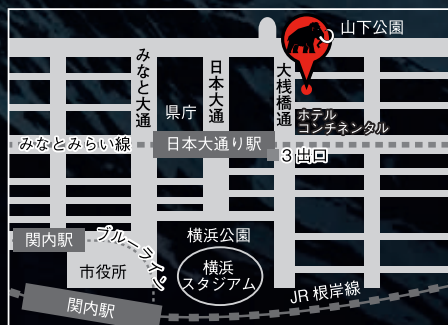 山下公園
みなと大通
日本大通
大桟橋通
県庁
ホテル
コンチネンタル
みなとみらい線
日本大通り駅
3出口
関内駅
ブルーライン
横浜公園
市役所
横浜
スタジアム
関内駅
JR根岸線